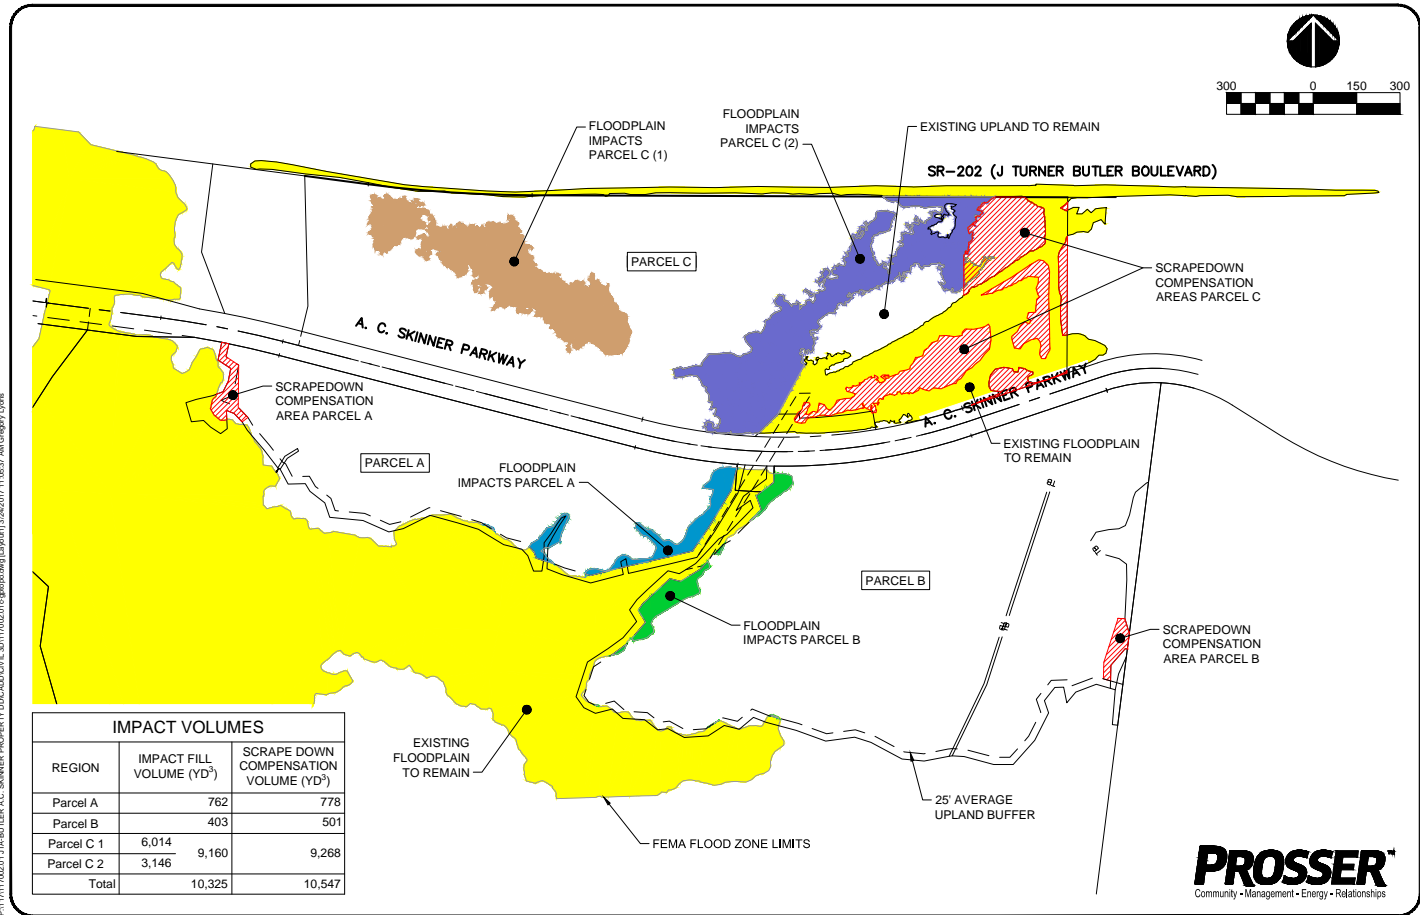 300 0 150 300
FLOODPLAIN
IMPACTS
PARCEL C (1)
FLOODPLAIN
IMPACTS
PARCEL C (2)
EXISTING UPLAND TO REMAIN
SR-202 (J TURNER BUTLER BOULEVARD)
PARCEL C
SCRAPEDOWN
COMPENSATION
AREAS PARCEL C
A. C. SKINNER PARKWAY
SCRAPEDOWN
COMPENSATION
AREA PARCEL A
A. C. SKINNER PARKWAY
EXISTING FLOODPLAIN
TO REMAIN
PARCEL A
FLOODPLAIN
IMPACTS PARCEL A
TB
TB
PARCEL B
FLOODPLAIN
IMPACTS PARCEL B
SCRAPEDOWN
COMPENSATION
AREA PARCEL B
EXISTING
FLOODPLAIN
TO REMAIN
25' AVERAGE
UPLAND BUFFER
FEMA FLOOD ZONE LIMITS
IMPACT VOLUMES
REGION IMPACT FILL VOLUME (YD³) SCRAPE DOWN COMPENSATION VOLUME (YD³)
Parcel A 762 778
Parcel B 403 501
Parcel C 1 6,014 9,160 9,268
Parcel C 2 3,146
Total 10,325 10,547
PROSSER™
Community - Management - Energy - Relationships